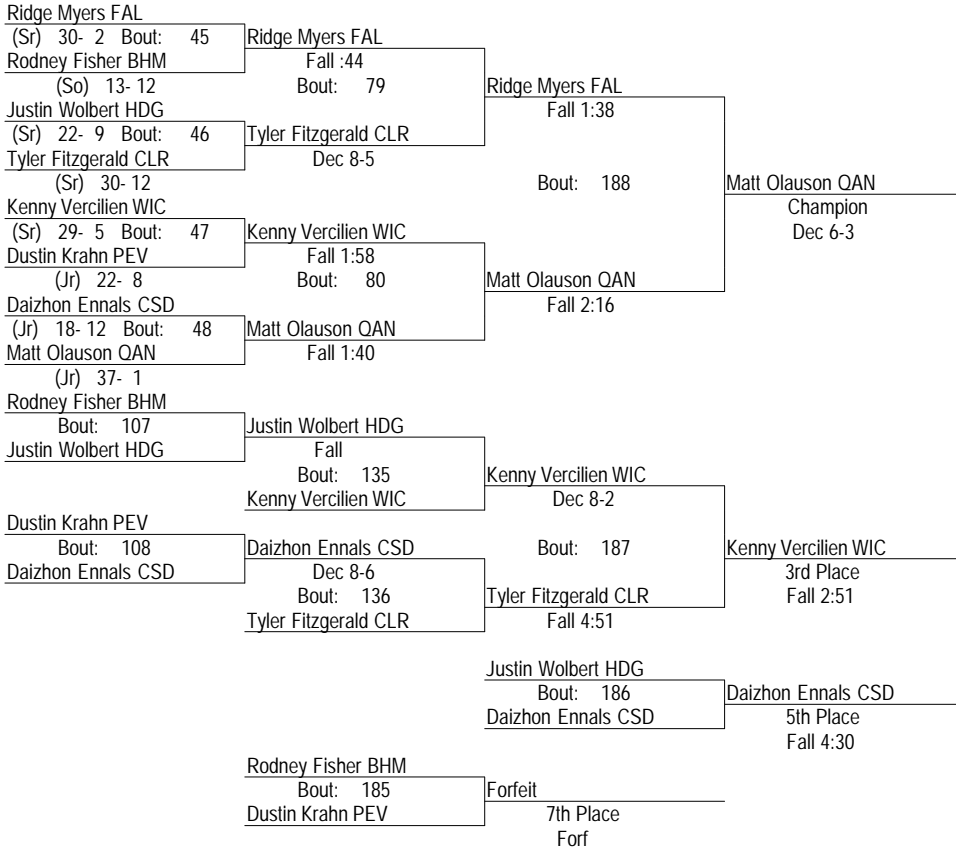 Ridge Myers FAL
(Sr) 30- 2 Bout: 45 Ridge Myers FAL
Rodney Fisher BHM Fall :44
(So) 13- 12 Bout: 79 Ridge Myers FAL
Justin Wolbert HDG Fall 1:38
(Sr) 22- 9 Bout: 46 Tyler Fitzgerald CLR
Tyler Fitzgerald CLR Dec 8-5
(Sr) 30- 12 Bout: 188 Matt Olauson QAN
Kenny Vercilien WIC Champion
(Sr) 29- 5 Bout: 47 Kenny Vercilien WIC Dec 6-3
Dustin Krahn PEV Fall 1:58
(Jr) 22- 8 Bout: 80 Matt Olauson QAN
Daizhon Ennals CSD Fall 2:16
(Jr) 18- 12 Bout: 48 Matt Olauson QAN
Matt Olauson QAN Fall 1:40
(Jr) 37- 1
Rodney Fisher BHM
Bout: 107 Justin Wolbert HDG
Justin Wolbert HDG Fall
Bout: 135 Kenny Vercilien WIC
Kenny Vercilien WIC Dec 8-2
Dustin Krahn PEV
Bout: 108 Daizhon Ennals CSD Bout: 187 Kenny Vercilien WIC
Daizhon Ennals CSD Dec 8-6 3rd Place
Bout: 136 Tyler Fitzgerald CLR Fall 2:51
Tyler Fitzgerald CLR Fall 4:51
Justin Wolbert HDG
Bout: 186 Daizhon Ennals CSD
Daizhon Ennals CSD 5th Place
Fall 4:30
Rodney Fisher BHM
Bout: 185 Forfeit
Dustin Krahn PEV 7th Place
Forf